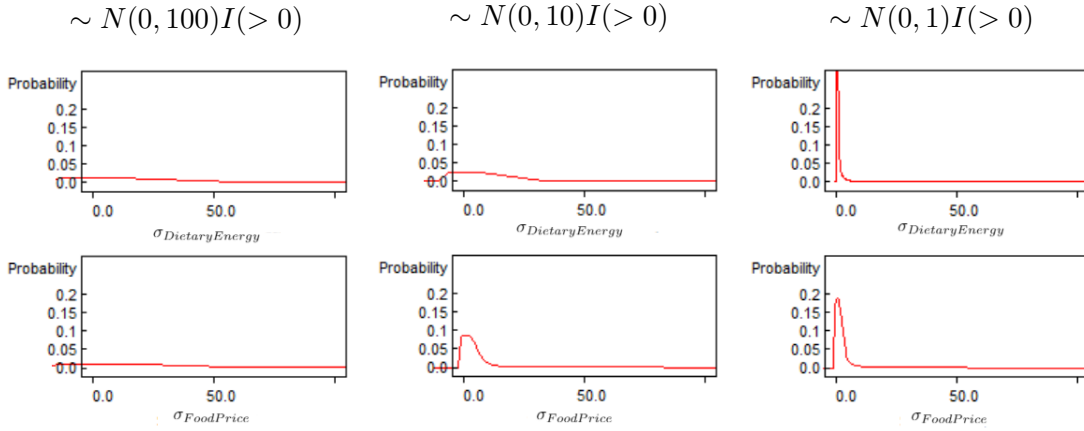 ∼ N(0, 100)I(> 0) ∼ N(0, 10)I(> 0) ∼ N(0, 1)I(> 0)
Probability Probability Probability
0.2 0.2 0.2
0.15 0.15 0.15
0.1 0.1 0.1
0.05 0.05 0.05
0.0 0.0 0.0
0.0 50.0 0.0 50.0 0.0 50.0
σDietaryEnergy σDietaryEnergy σDietaryEnergy
Probability Probability Probability
0.2 0.2 0.2
0.15 0.15 0.15
0.1 0.1 0.1
0.05 0.05 0.05
0.0 0.0 0.0
0.0 50.0 0.0 50.0 0.0 50.0
σFoodPrice σFoodPrice σFoodPrice